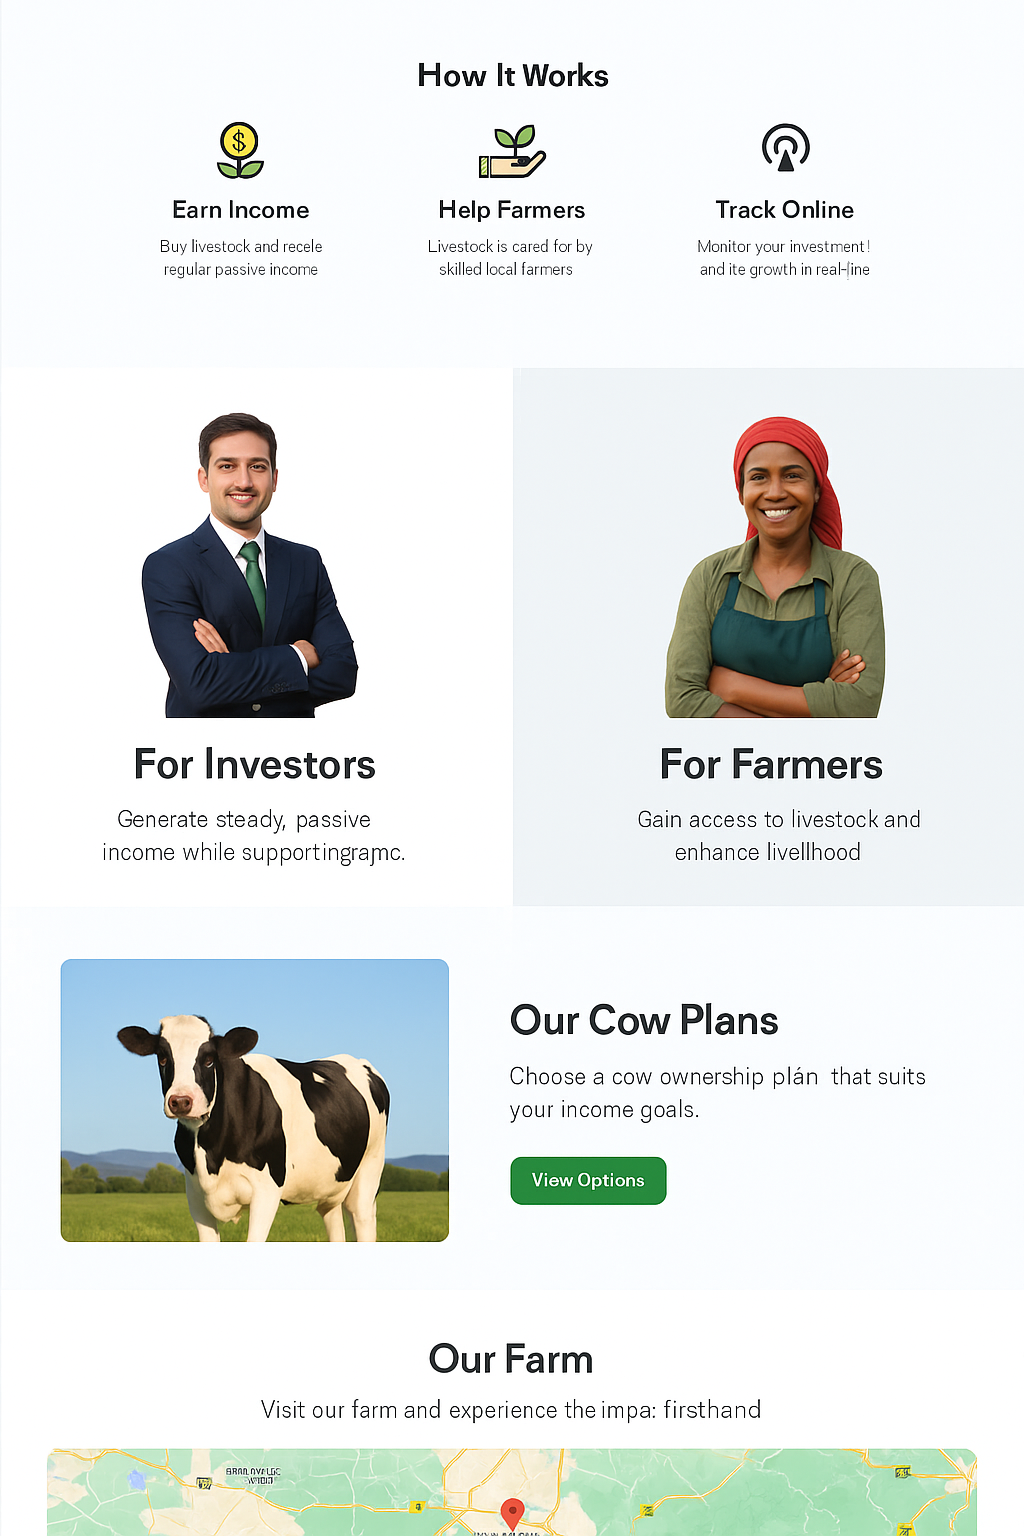 How It Works
Earn Income
Buy livestock and recele
regular passive income
Help Farmers
Livestock is cared for by
skilled local farmers
Track Online
Monitor your investment!
and ite growth in real-line
For Investors
Generate steady, passive
income while supportingrajmc.
For Farmers
Gain access to livestock and
enhance livellhood
Our Cow Plans
Choose a cow ownership plán that suits
your income goals.
View Options
Our Farm
Visit our farm and experience the impa: firsthand